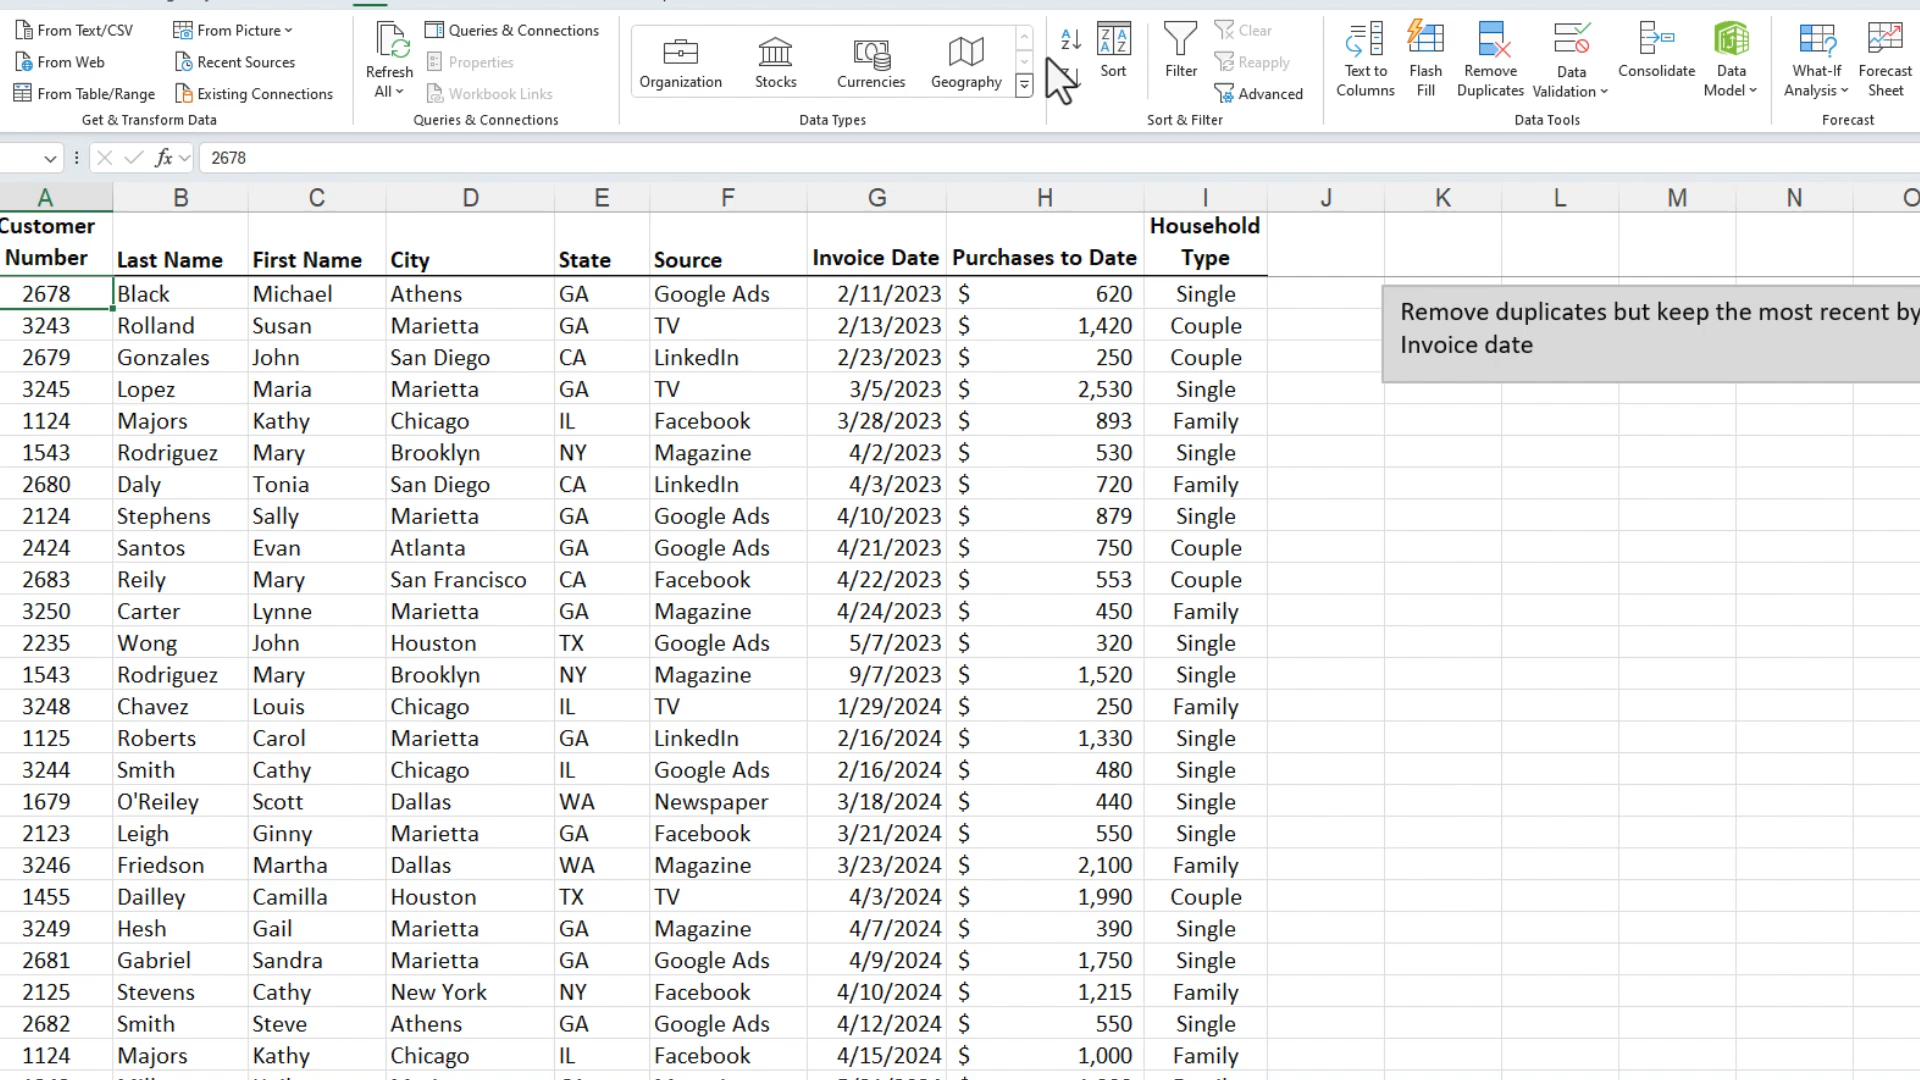 From Text/CSV
From Picture
From Web
Recent Sources
From Table/Range
Existing Connections
Get & Transform Data
Refresh
All
Queries & Connections
Properties
Workbook Links
Queries & Connections
Organization
Stocks
Currencies
Geography
Data Types
Sort
Filter
Clear
Reapply
Advanced
Sort & Filter
Text to
Columns
Flash
Fill
Remove
Duplicates
Data
Validation
Consolidate
Data
Model
Data Tools
What-If
Analysis
Forecast
Sheet
Forecast
fx 2678
A B C D E F G H I J K L M N O
Customer Number Last Name First Name City State Source Invoice Date Purchases to Date Household Type
2678 Black Michael Athens GA Google Ads 2/11/2023 $ 620 Single
3243 Rolland Susan Marietta GA TV 2/13/2023 $ 1,420 Couple
2679 Gonzales John San Diego CA LinkedIn 2/23/2023 $ 250 Couple
3245 Lopez Maria Marietta GA TV 3/5/2023 $ 2,530 Single
1124 Majors Kathy Chicago IL Facebook 3/28/2023 $ 893 Family
1543 Rodriguez Mary Brooklyn NY Magazine 4/2/2023 $ 530 Single
2680 Daly Tonia San Diego CA LinkedIn 4/3/2023 $ 720 Family
2124 Stephens Sally Marietta GA Google Ads 4/10/2023 $ 879 Single
2424 Santos Evan Atlanta GA Google Ads 4/21/2023 $ 750 Couple
2683 Reily Mary San Francisco CA Facebook 4/22/2023 $ 553 Couple
3250 Carter Lynne Marietta GA Magazine 4/24/2023 $ 450 Family
2235 Wong John Houston TX Google Ads 5/7/2023 $ 320 Single
1543 Rodriguez Mary Brooklyn NY Magazine 9/7/2023 $ 1,520 Single
3248 Chavez Louis Chicago IL TV 1/29/2024 $ 250 Family
1125 Roberts Carol Marietta GA LinkedIn 2/16/2024 $ 1,330 Single
3244 Smith Cathy Chicago IL Google Ads 2/16/2024 $ 480 Single
1679 O'Reiley Scott Dallas WA Newspaper 3/18/2024 $ 440 Single
2123 Leigh Ginny Marietta GA Facebook 3/21/2024 $ 550 Single
3246 Friedson Martha Dallas WA Magazine 3/23/2024 $ 2,100 Family
1455 Dailley Camilla Houston TX TV 4/3/2024 $ 1,990 Couple
3249 Hesh Gail Marietta GA Magazine 4/7/2024 $ 390 Single
2681 Gabriel Sandra Marietta GA Google Ads 4/9/2024 $ 1,750 Single
2125 Stevens Cathy New York NY Facebook 4/10/2024 $ 1,215 Family
2682 Smith Steve Athens GA Google Ads 4/12/2024 $ 550 Single
1124 Majors Kathy Chicago IL Facebook 4/15/2024 $ 1,000 Family
Remove duplicates but keep the most recent by
Invoice date